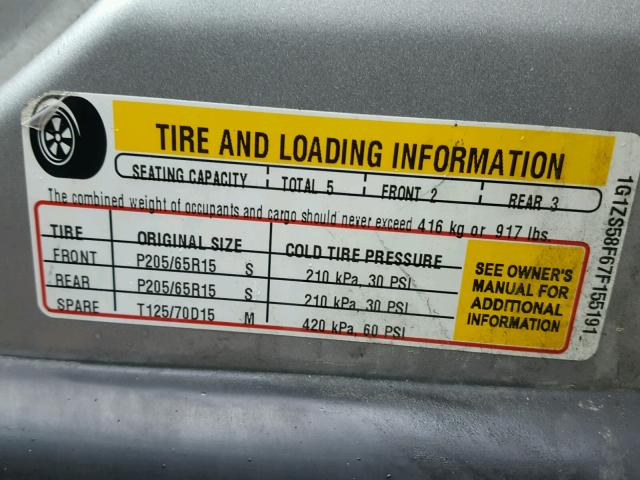 TIRE AND LOADING INFORMATION
SEATING CAPACITY TOTAL 5 FRONT 2 REAR 3
The combined weight of occupants and cargo should never exceed 416 kg or 917 lbs.
TIRE ORIGINAL SIZE COLD TIRE PRESSURE
FRONT P205/65R15 S 210 kPa, 30 PSI
REAR P205/65R15 S 210 kPa, 30 PSI
SPARE T125/70D15 M 420 kPa, 60 PSI
SEE OWNER'S
MANUAL FOR
ADDITIONAL
INFORMATION
1G1ZS58F67F155191